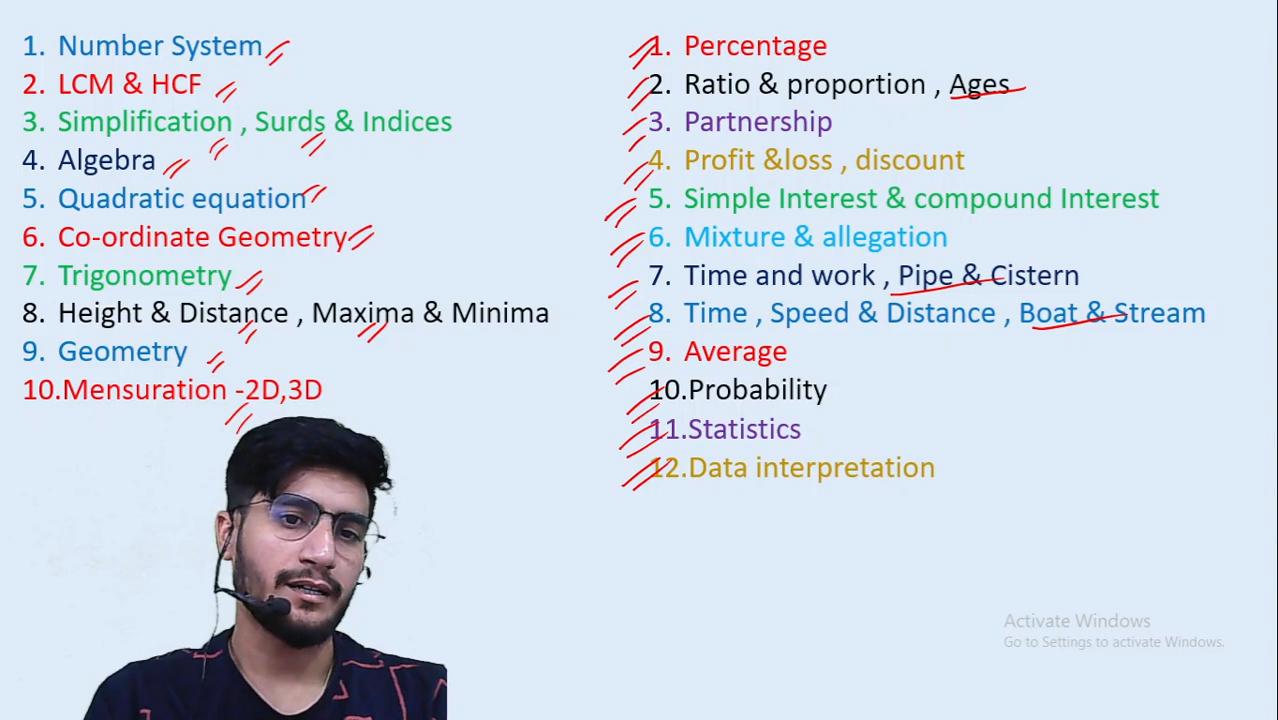 1. Number System
2. LCM & HCF
3. Simplification , Surds & Indices
4. Algebra
5. Quadratic equation
6. Co-ordinate Geometry
7. Trigonometry
8. Height & Distance , Maxima & Minima
9. Geometry
10.Mensuration -2D,3D
1. Percentage
2. Ratio & proportion , Ages
3. Partnership
4. Profit &loss , discount
5. Simple Interest & compound Interest
6. Mixture & allegation
7. Time and work , Pipe & Cistern
8. Time , Speed & Distance , Boat & Stream
9. Average
10.Probability
11.Statistics
12.Data interpretation
Activate Windows
Go to Settings to activate Windows.